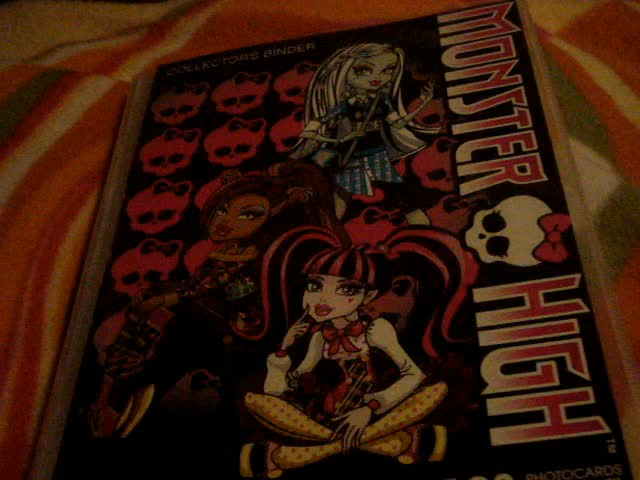 COLLECTOR'S BINDER
MONSTER
HIGH
TM
PHOTOCARDS